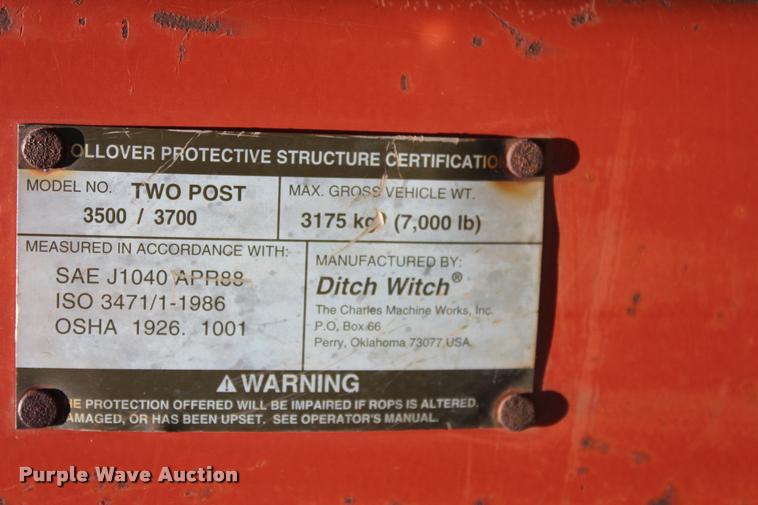 OLLOVER PROTECTIVE STRUCTURE CERTIFICATIO
MODEL NO. TWO POST
3500 / 3700
MAX. GROSS VEHICLE WT.
3175 kg (7,000 lb)
MEASURED IN ACCORDANCE WITH:
SAE J1040 APR88
ISO 3471/1-1986
OSHA 1926. 1001
MANUFACTURED BY:
Ditch Witch®
The Charles Machine Works, Inc.
P.O. Box 66
Perry, Oklahoma 73077 USA
⚠ WARNING
HE PROTECTION OFFERED WILL BE IMPAIRED IF ROPS IS ALTERED,
AMAGED, OR HAS BEEN UPSET. SEE OPERATOR'S MANUAL.
Purple Wave Auction